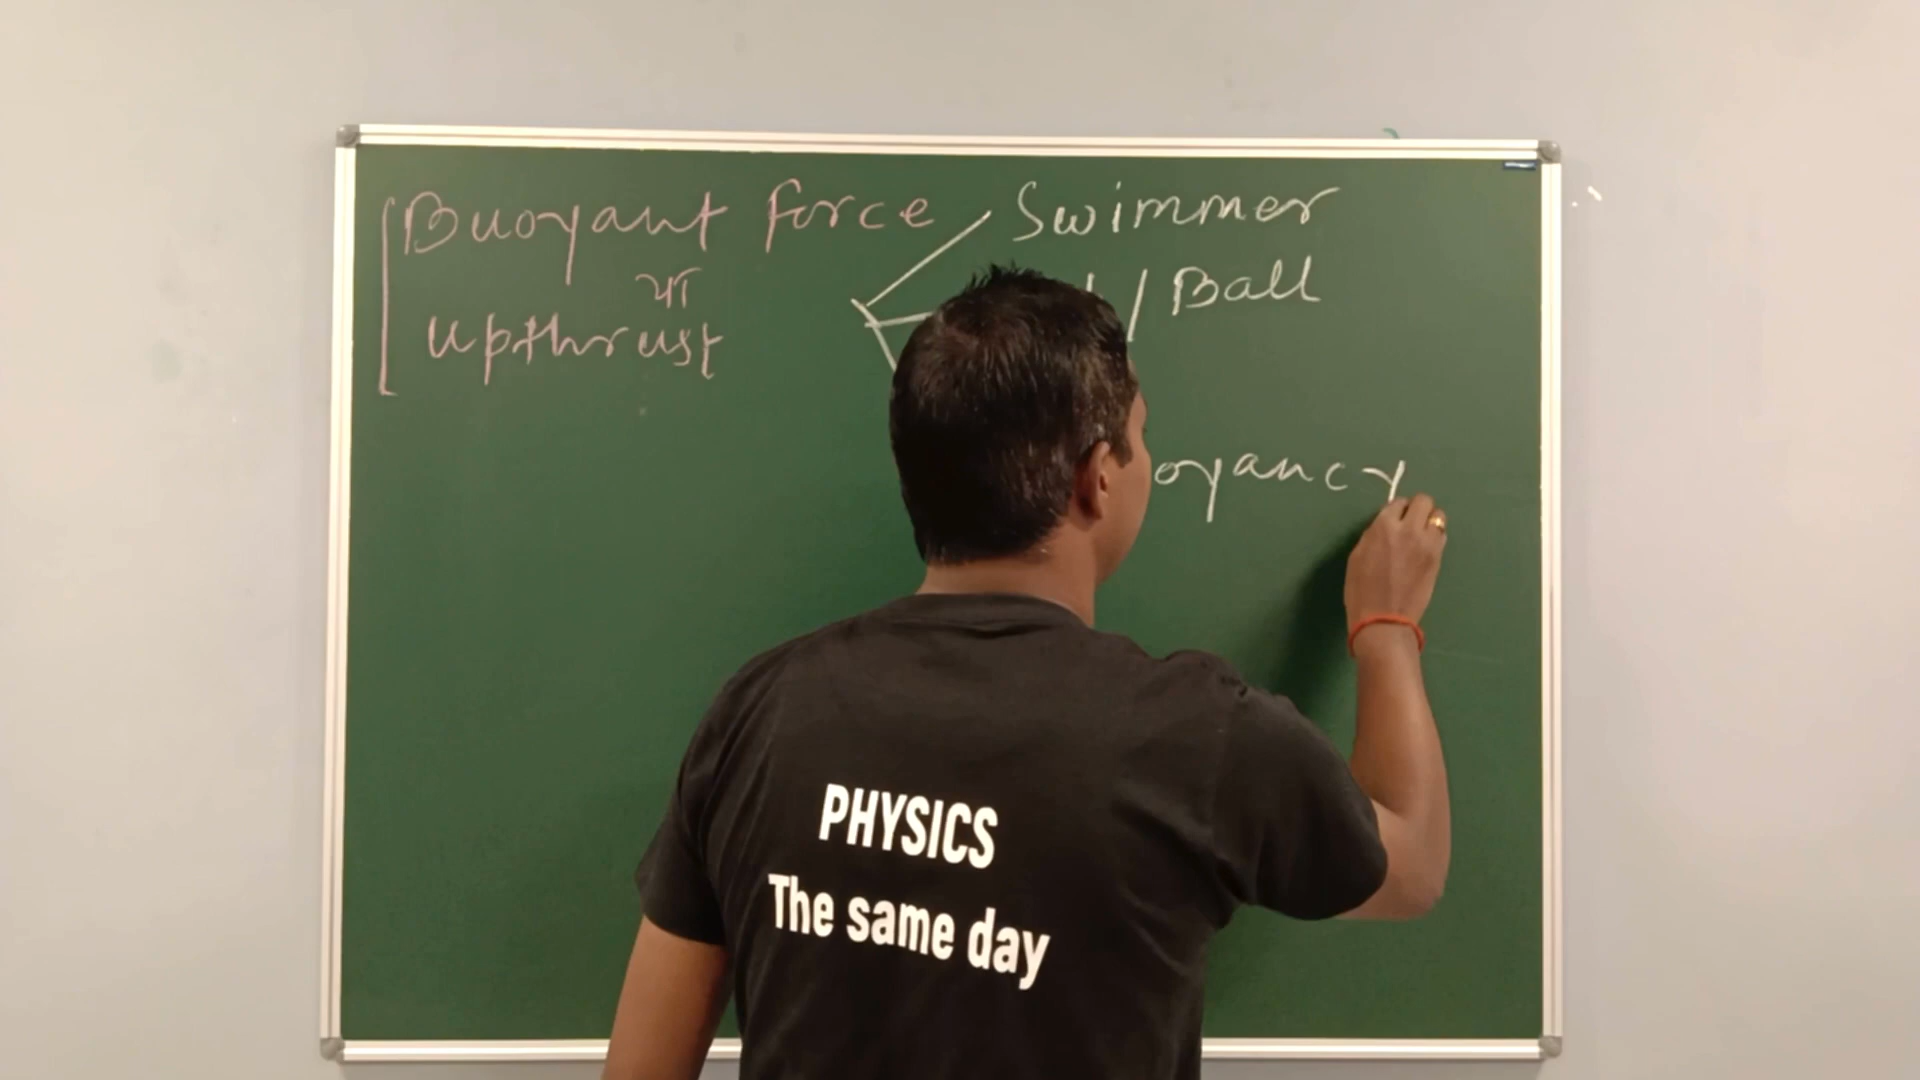 Buoyant Force
या
upthrust
Swimmer
/ Ball
oyancy
PHYSICS
The same day